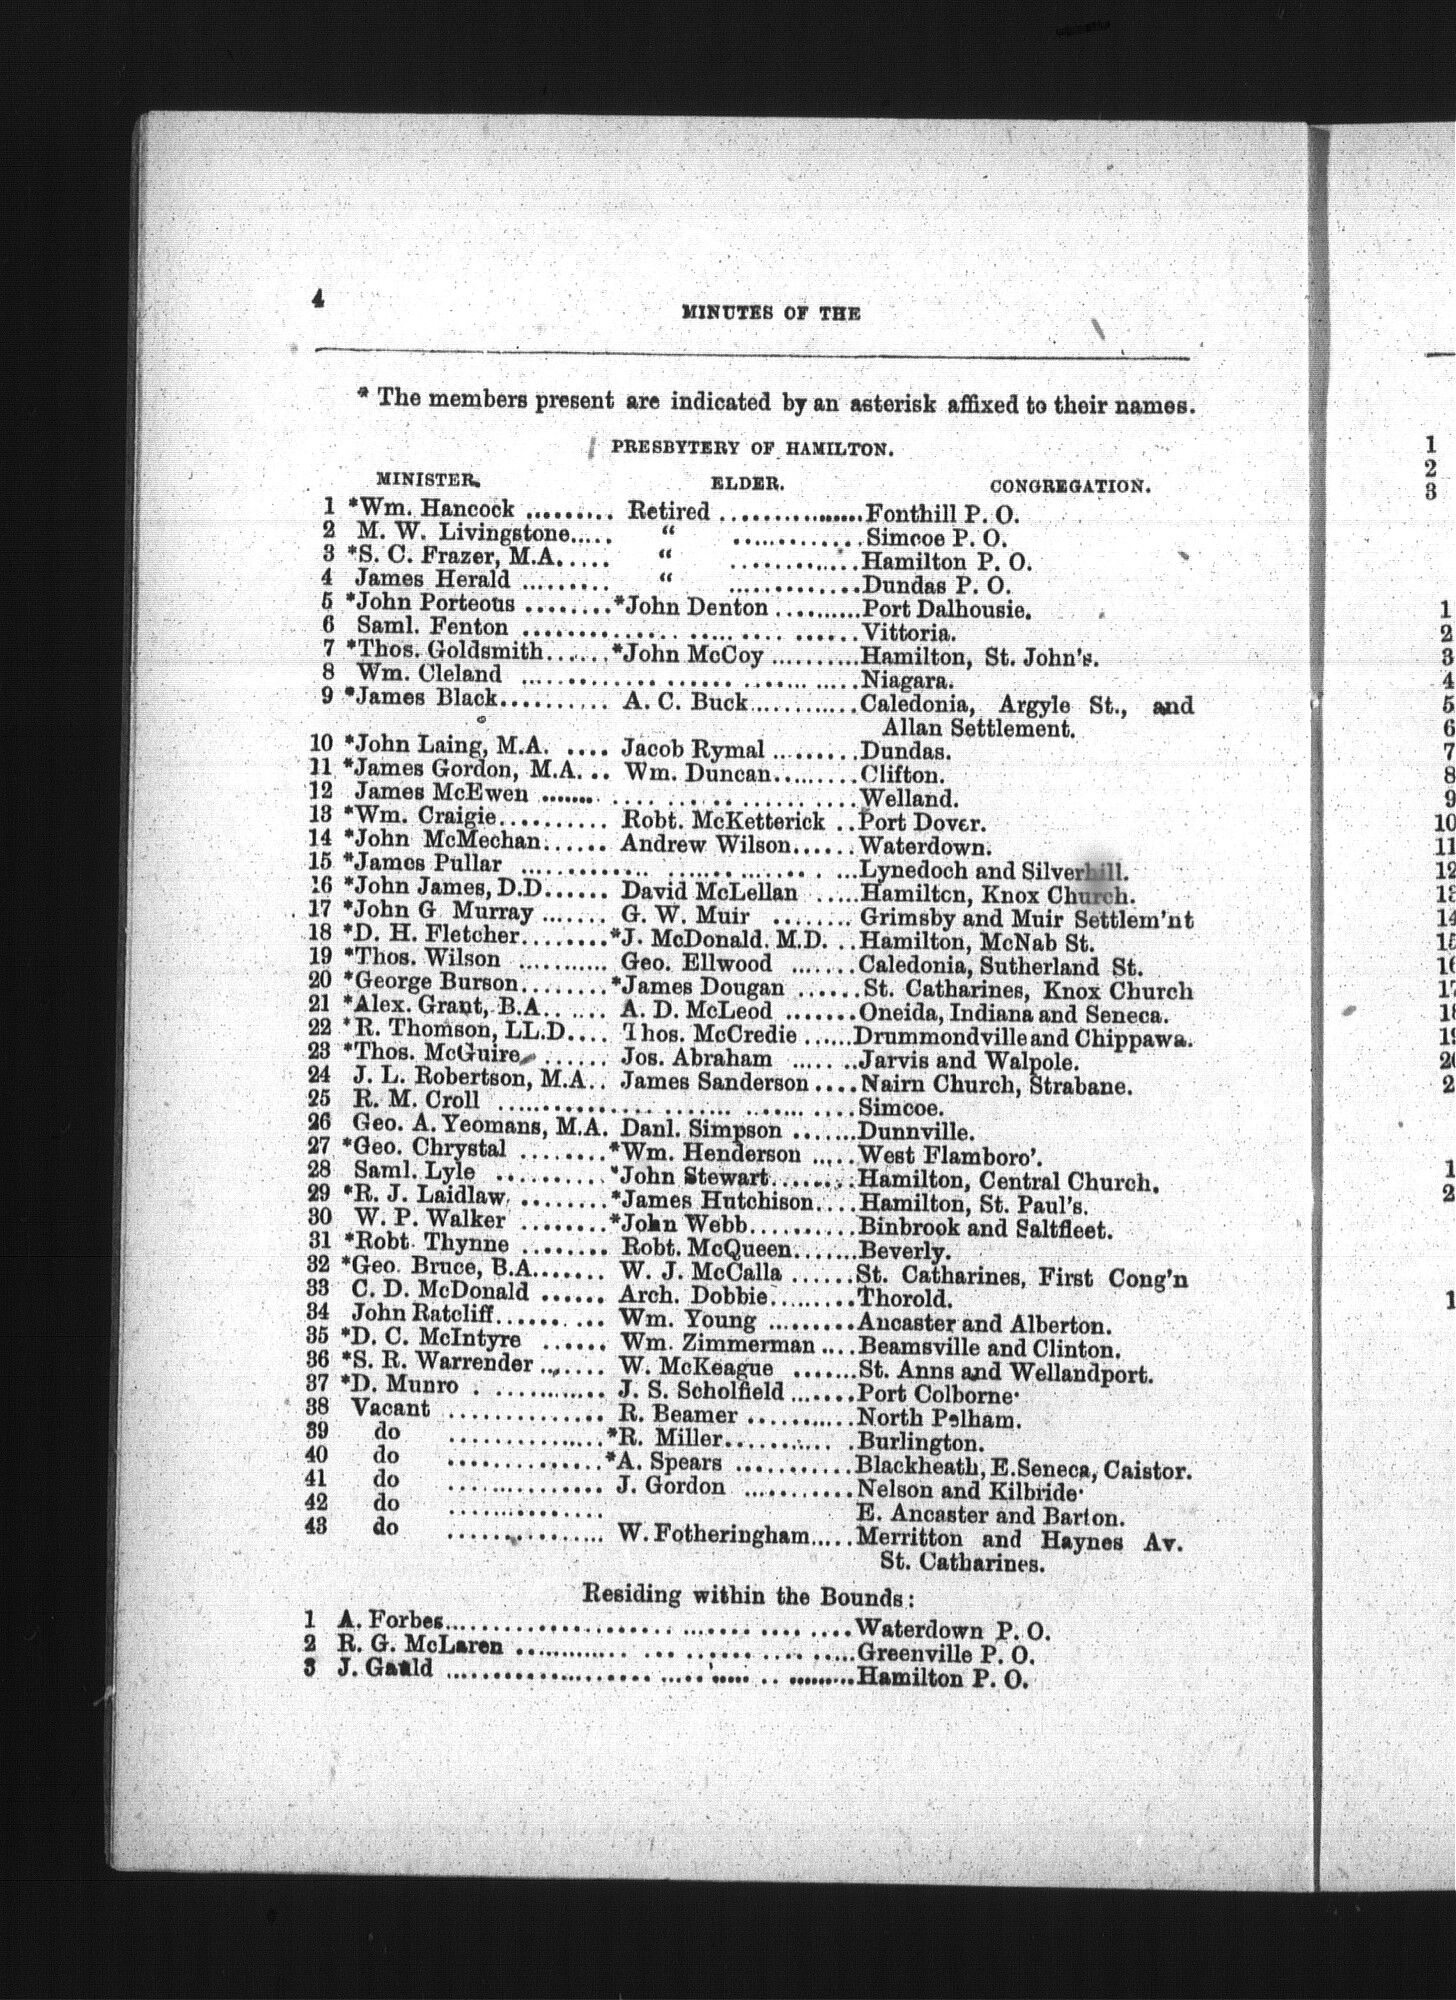 4
MINUTES OF THE
* The members present are indicated by an asterisk affixed to their names.
PRESBYTERY OF HAMILTON.
MINISTER. ELDER. CONGREGATION.
1 *Wm. Hancock ......... Retired ..................Fonthill P. O.
2 M. W. Livingstone..... “ ............Simcoe P. O.
3 *S. C. Frazer, M.A...... “ ............Hamilton P. O.
4 James Herald ......... “ ............Dundas P. O.
5 *John Porteous ........*John Denton ..........Port Dalhousie.
6 Saml. Fenton .............................Vittoria.
7 *Thos. Goldsmith.......*John McCoy ..........Hamilton, St. John's.
8 Wm. Cleland .............................Niagara.
9 *James Black.......... A. C. Buck............Caledonia, Argyle St., and
Allan Settlement.
10 *John Laing, M.A. .... Jacob Rymal .........Dundas.
11 *James Gordon, M.A... Wm. Duncan.........Clifton.
12 James McEwen .............................Welland.
13 *Wm. Craigie.......... Robt. McKetterick ..Port Dover.
14 *John McMechan...... Andrew Wilson......Waterdown.
15 *James Pullar .............................Lynedoch and Silverhill.
16 *John James, D.D...... David McLellan .....Hamilton, Knox Church.
17 *John G Murray ....... G. W. Muir ........Grimsby and Muir Settlem'nt
18 *D. H. Fletcher........*J. McDonald. M.D. ..Hamilton, McNab St.
19 *Thos. Wilson ........... Geo. Ellwood .......Caledonia, Sutherland St.
20 *George Burson........*James Dougan ......St. Catharines, Knox Church
21 *Alex. Grant, B.A....... A. D. McLeod .......Oneida, Indiana and Seneca.
22 *R. Thomson, LL.D.... Thos. McCredie ......Drummondville and Chippawa.
23 *Thos. McGuire ....... Jos. Abraham .......Jarvis and Walpole.
24 J. L. Robertson, M.A.. James Sanderson ....Nairn Church, Strabane.
25 R. M. Croll .............................Simcoe.
26 Geo. A. Yeomans, M.A. Danl. Simpson .......Dunnville.
27 *Geo. Chrystal ........*Wm. Henderson .....West Flamboro'.
28 Saml. Lyle ..........*John Stewart.........Hamilton, Central Church.
29 *R. J. Laidlaw ........*James Hutchison....Hamilton, St. Paul's.
30 W. P. Walker ........*John Webb..........Binbrook and Saltfleet.
31 *Robt. Thynne ........ Robt. McQueen.......Beverly.
32 *Geo. Bruce, B.A....... W. J. McCalla ......St. Catharines, First Cong'n
33 C. D. McDonald ...... Arch. Dobbie.........Thorold.
34 John Ratcliff.......... Wm. Young .........Ancaster and Alberton.
35 *D. C. McIntyre ...... Wm. Zimmerman ....Beamsville and Clinton.
36 *S. R. Warrender ....... W. McKeague .......St. Anns and Wellandport.
37 *D. Munro ............ J. S. Scholfield .......Port Colborne.
38 Vacant .............. R. Beamer ...........North Pelham.
39 do ..............*R. Miller............Burlington.
40 do ..............*A. Spears ...........Blackheath, E.Seneca, Caistor.
41 do .............. J. Gordon ...........Nelson and Kilbride.
42 do .............. E. Ancaster and Barton.
43 do .............. W. Fotheringham.....Merritton and Haynes Av.
St. Catharines.
Residing within the Bounds:
1 A. Forbes.............................Waterdown P. O.
2 R. G. McLaren .............................Greenville P. O.
3 J. Gauld .............................Hamilton P. O.